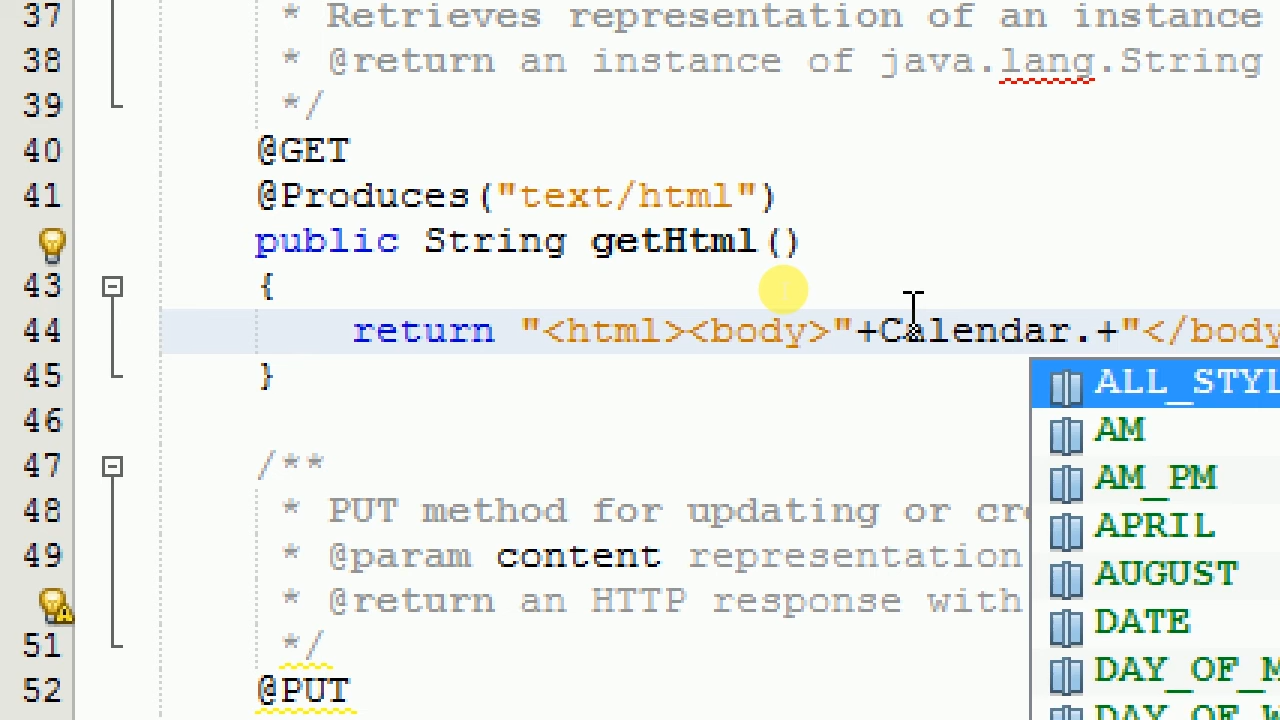 37 * Retrieves representation of an instance
38 * @return an instance of java.lang.String
39 */
40 @GET
41 @Produces("text/html")
public String getHtml()
43 {
44 return "<html><body>"+Calendar.+"</body
45 }
ALL_STYL
46
AM
47 /**
AM_PM
48 * PUT method for updating or cre
APRIL
49 * @param content representation
AUGUST
* @return an HTTP response with
DATE
51 */
DAY_OF_M
52 @PUT
DAY_OF_W